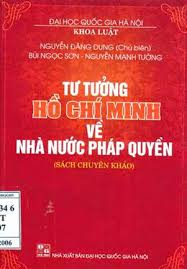 ĐẠI HỌC QUỐC GIA HÀ NỘI
KHOA LUẬT
NGUYỄN ĐĂNG DUNG (Chủ biên)
BÙI NGỌC SƠN - NGUYỄN MẠNH TƯỜNG
TƯ TƯỞNG
HỒ CHÍ MINH
VỀ
NHÀ NƯỚC PHÁP QUYỀN
(SÁCH CHUYÊN KHẢO)
34 6
T
07
2006
NHÀ XUẤT BẢN ĐẠI HỌC QUỐC GIA HÀ NỘI